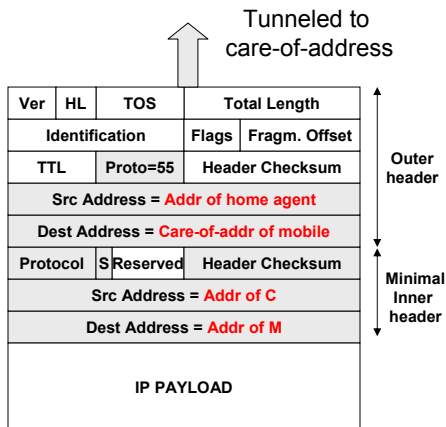 Tunneled to
care-of-address
Ver HL TOS Total Length
Identification Flags Fragm. Offset
TTL Proto=55 Header Checksum
Src Address = Addr of home agent
Dest Address = Care-of-addr of mobile
Outer
header
Protocol S Reserved Header Checksum
Src Address = Addr of C
Dest Address = Addr of M
Minimal
Inner
header
IP PAYLOAD